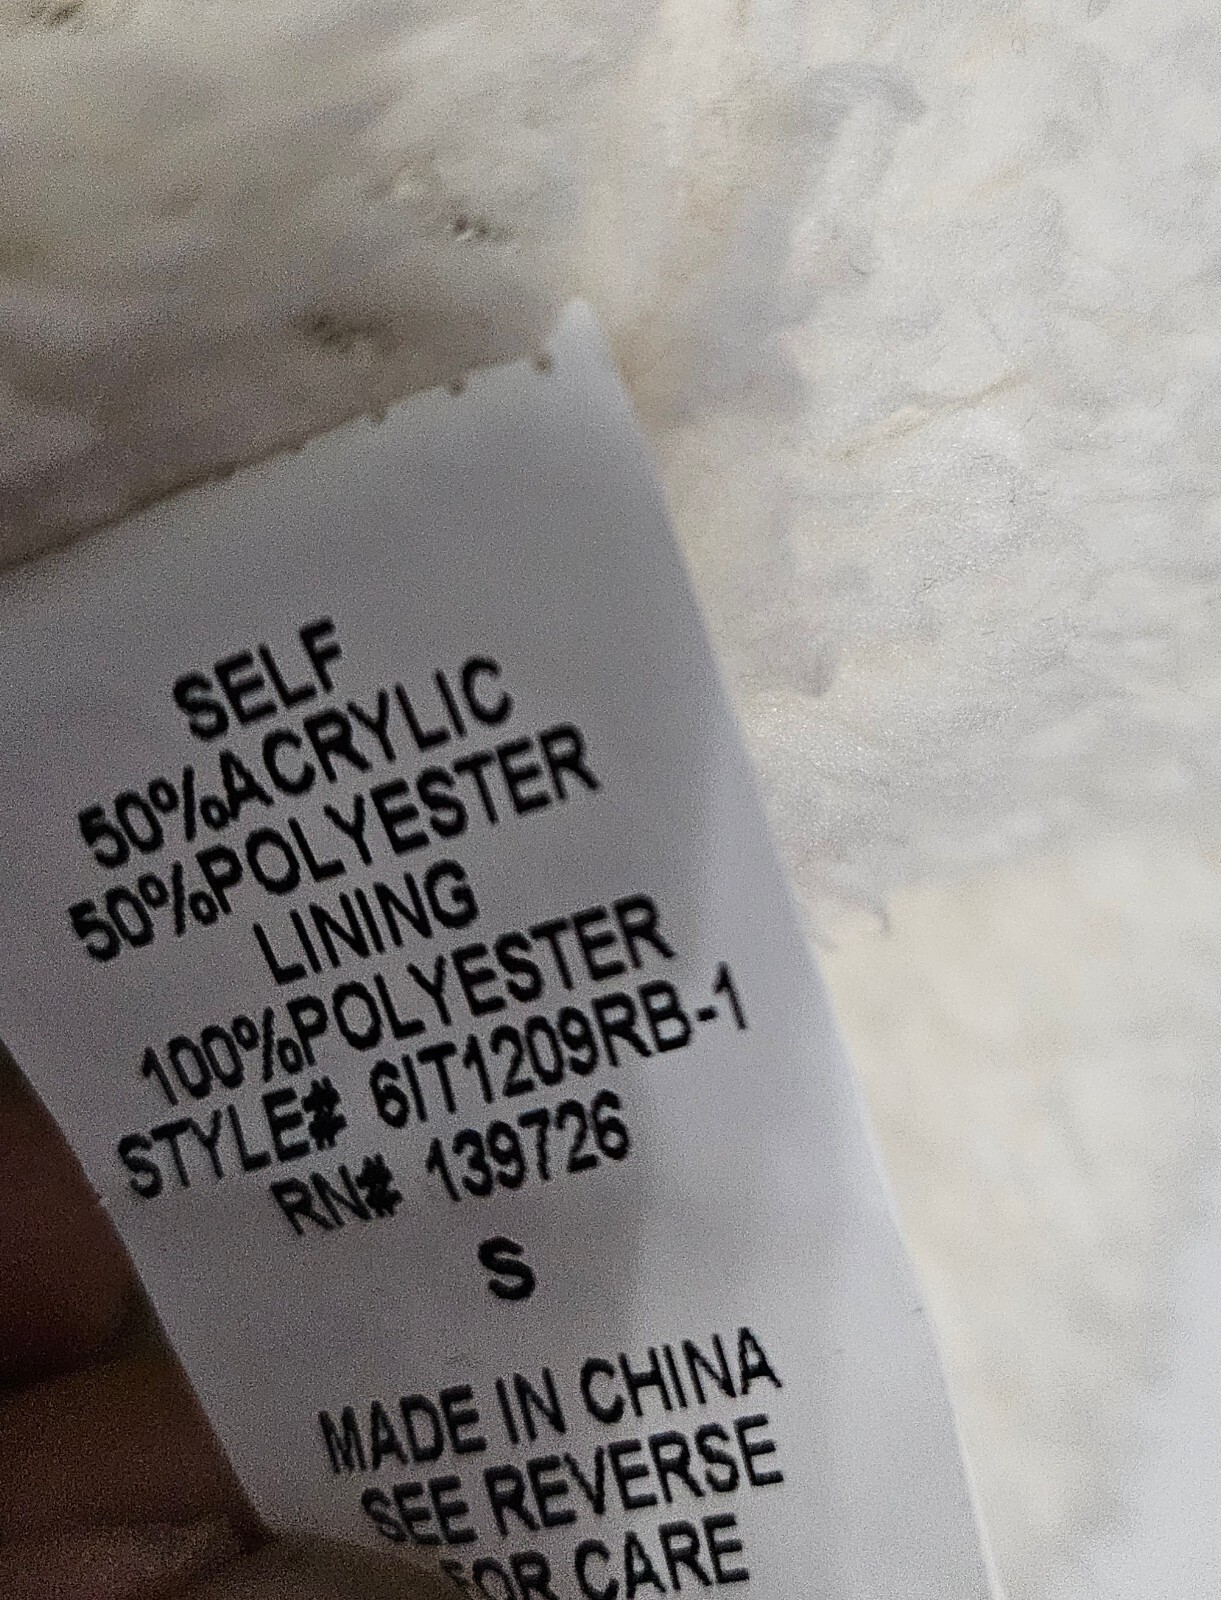 SELF
50%ACRYLIC
50%POLYESTER
LINING
100%POLYESTER
STYLE# 6IT1209RB-1
RN# 139726
S
MADE IN CHINA
SEE REVERSE
FOR CARE